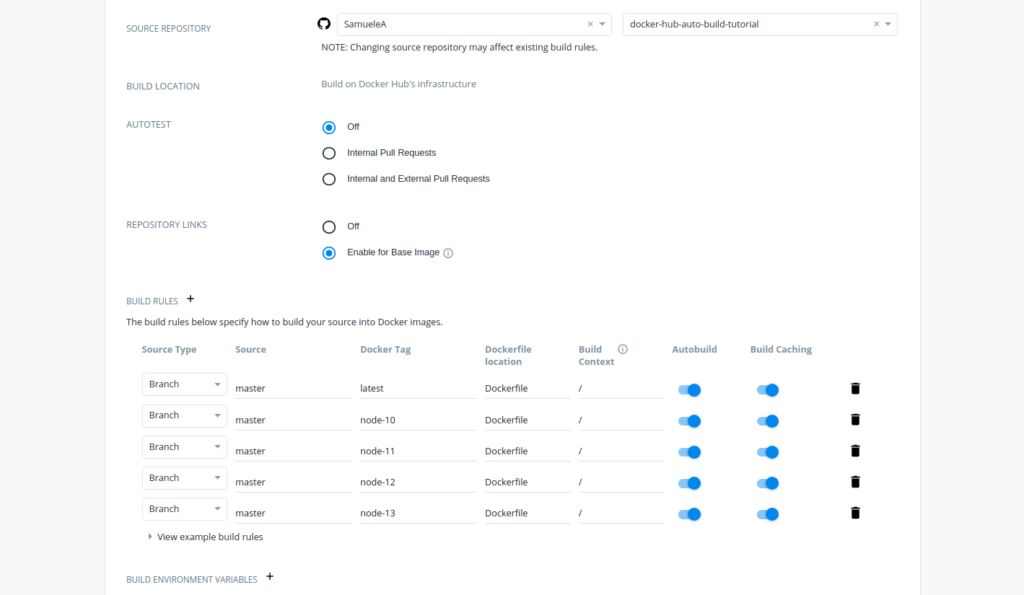 SOURCE REPOSITORY SamueleA × docker-hub-auto-build-tutorial ×
NOTE: Changing source repository may affect existing build rules.
BUILD LOCATION Build on Docker Hub's infrastructure
AUTOTEST Off
Internal Pull Requests
Internal and External Pull Requests
REPOSITORY LINKS Off
Enable for Base Image
BUILD RULES +
The build rules below specify how to build your source into Docker images.
Source Type Source Docker Tag Dockerfile location Build Context Autobuild Build Caching
Branch master latest Dockerfile /
Branch master node-10 Dockerfile /
Branch master node-11 Dockerfile /
Branch master node-12 Dockerfile /
Branch master node-13 Dockerfile /
View example build rules
BUILD ENVIRONMENT VARIABLES +